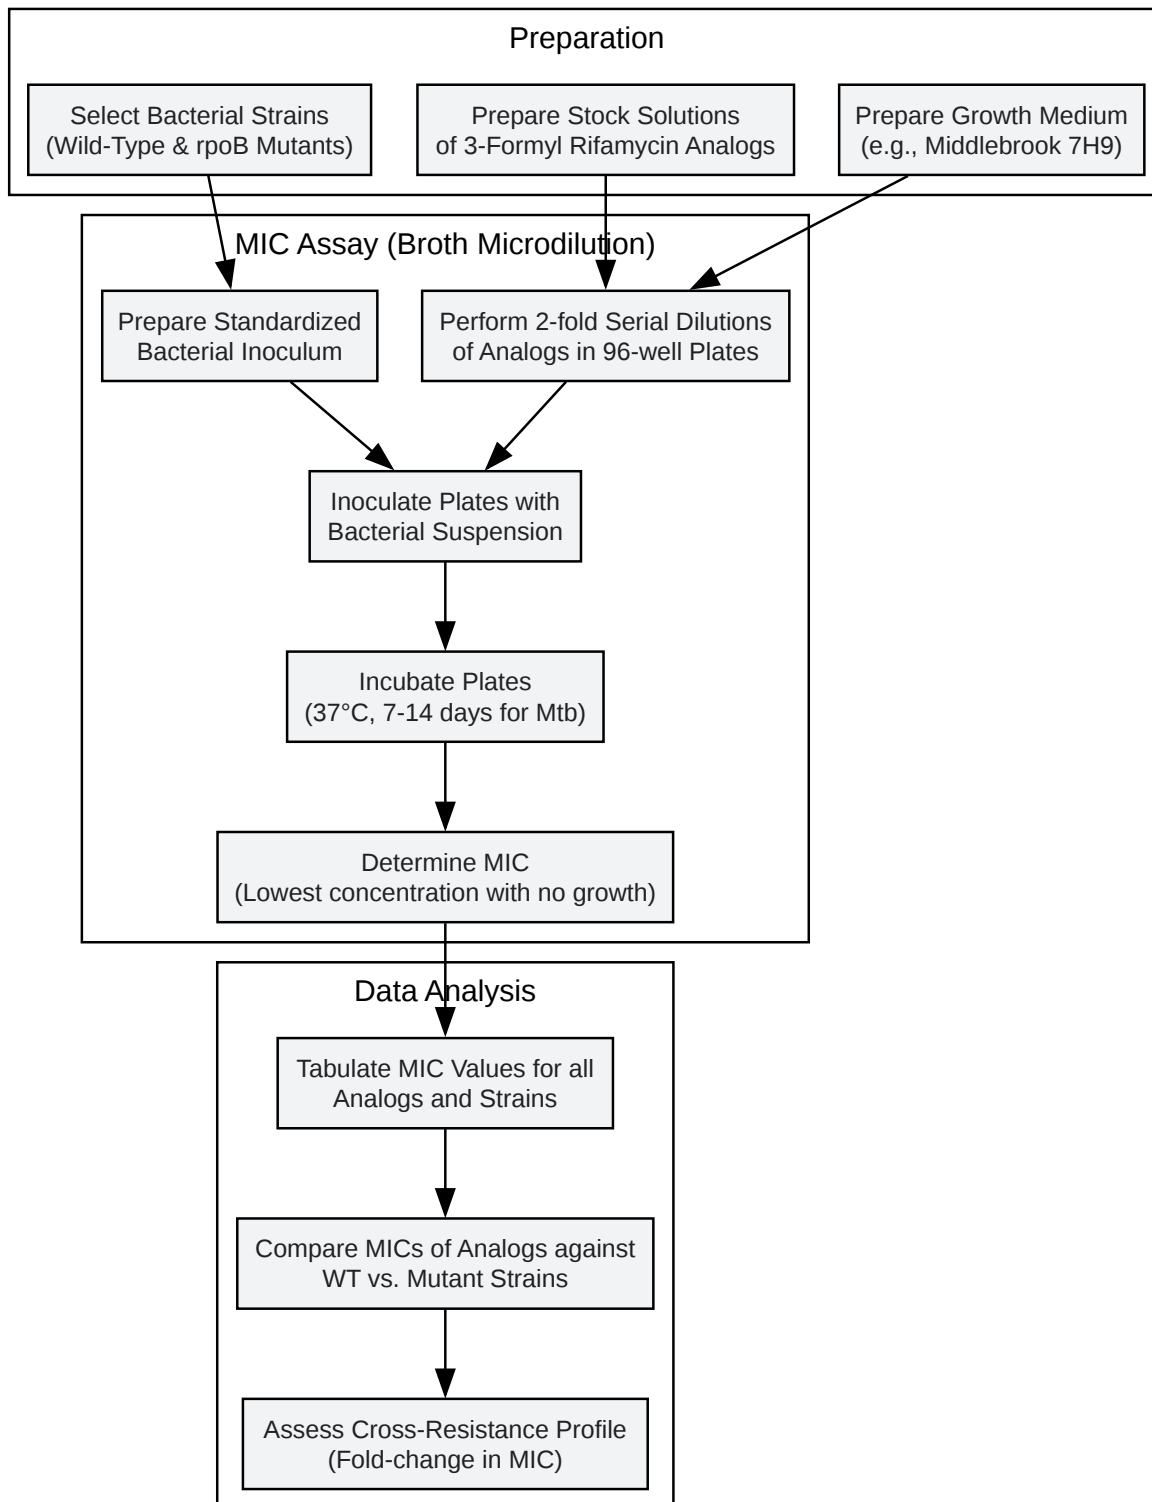 Preparation
Select Bacterial Strains
(Wild-Type & rpoB Mutants)
Prepare Stock Solutions
of 3-Formyl Rifamycin Analogs
Prepare Growth Medium
(e.g., Middlebrook 7H9)
MIC Assay (Broth Microdilution)
Prepare Standardized
Bacterial Inoculum
Perform 2-fold Serial Dilutions
of Analogs in 96-well Plates
Inoculate Plates with
Bacterial Suspension
Incubate Plates
(37°C, 7-14 days for Mtb)
Determine MIC
(Lowest concentration with no growth)
Data Analysis
Tabulate MIC Values for all
Analogs and Strains
Compare MICs of Analogs against
WT vs. Mutant Strains
Assess Cross-Resistance Profile
(Fold-change in MIC)